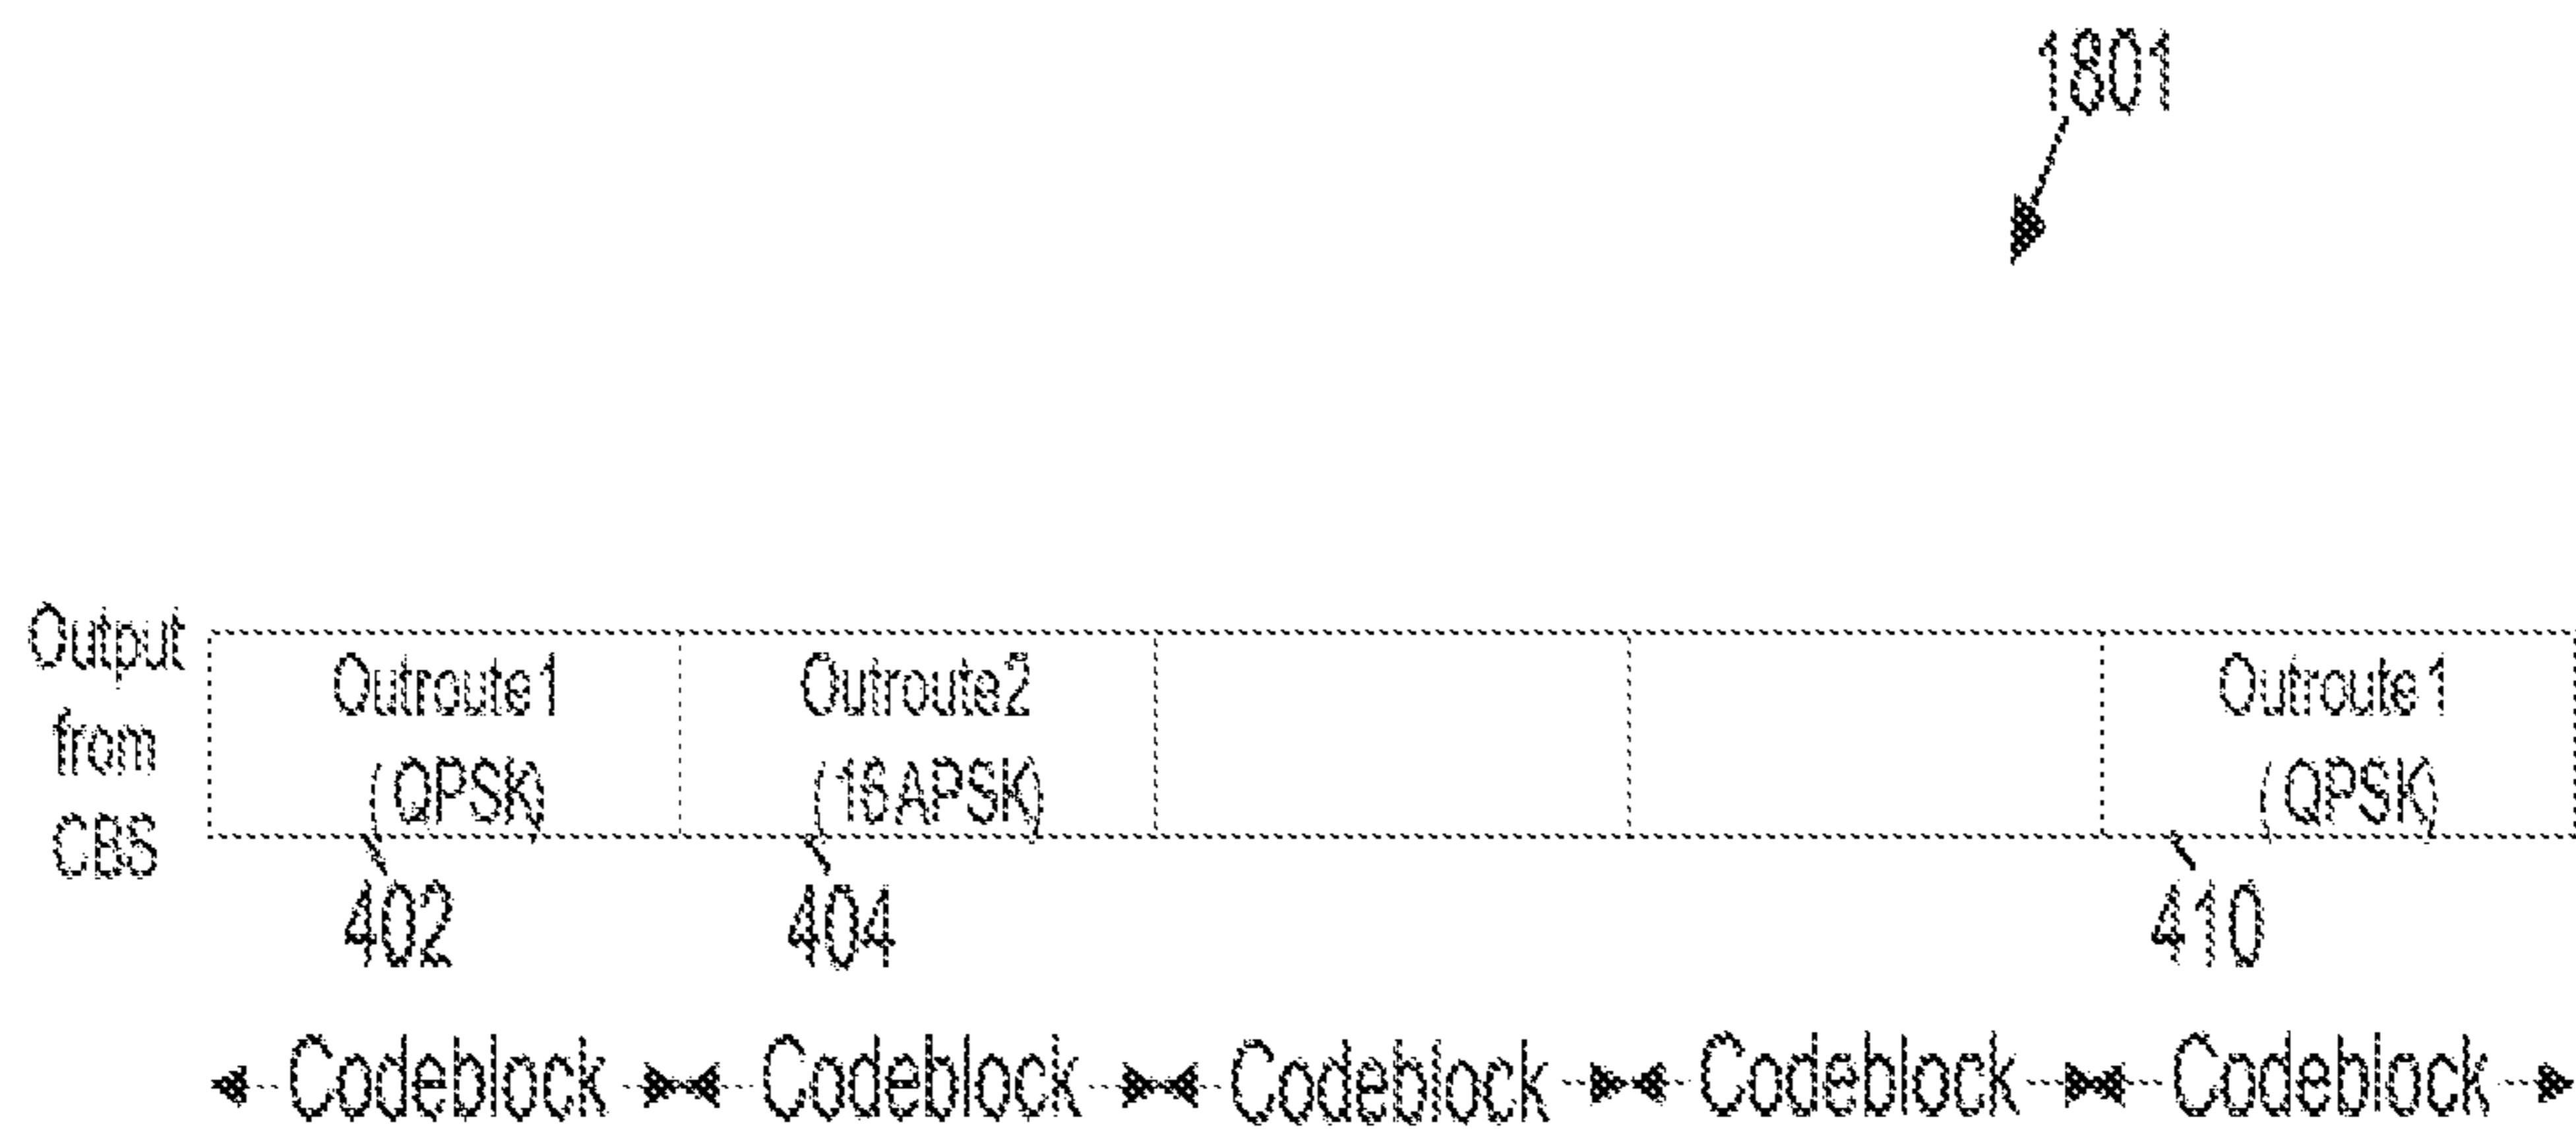 1801
Output
from
CBS
Outroute1
(QPSK)
Outroute2
(16APSK)
Outroute1
(QPSK)
402
404
410
Codeblock
Codeblock
Codeblock
Codeblock
Codeblock